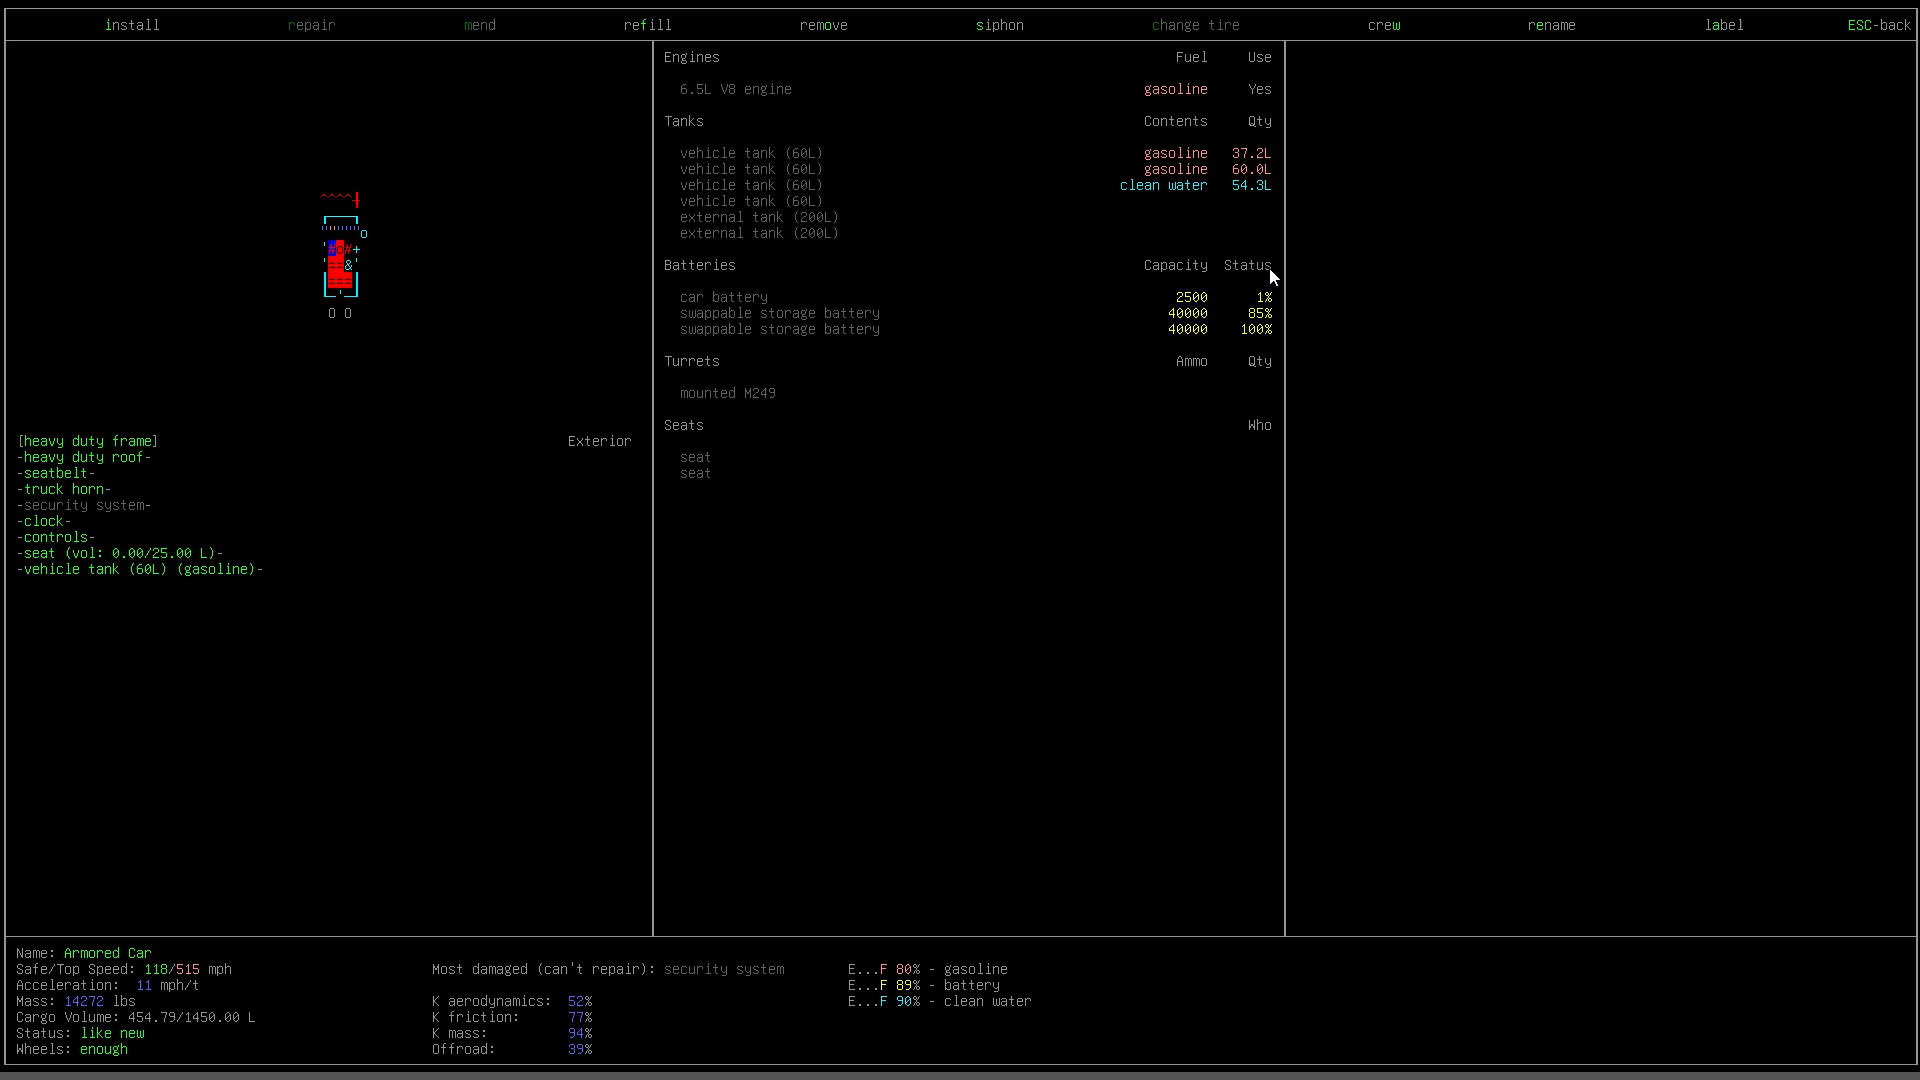 install repair mend refill remove siphon change tire crew rename label ESC-back
Engines Fuel Use
6.5L V8 engine gasoline Yes
Tanks Contents Qty
vehicle tank (60L) gasoline 37.2L
vehicle tank (60L) gasoline 60.0L
vehicle tank (60L) clean water 54.3L
vehicle tank (60L)
external tank (200L)
external tank (200L)
Batteries Capacity Status
car battery 2500 1%
swappable storage battery 40000 85%
swappable storage battery 40000 100%
Turrets Ammo Qty
mounted M249
Seats Who
seat
seat
[heavy duty frame] Exterior
-heavy duty roof-
-seatbelt-
-truck horn-
-security system-
-clock-
-controls-
-seat (vol: 0.00/25.00 L)-
-vehicle tank (60L) (gasoline)-
Name: Armored Car
Safe/Top Speed: 118/515 mph
Acceleration: 11 mph/t
Mass: 14272 lbs
Cargo Volume: 454.79/1450.00 L
Status: like new
Wheels: enough
Most damaged (can't repair): security system
K aerodynamics: 52%
K friction: 77%
K mass: 94%
Offroad: 39%
E...F 80% - gasoline
E...F 89% - battery
E...F 90% - clean water